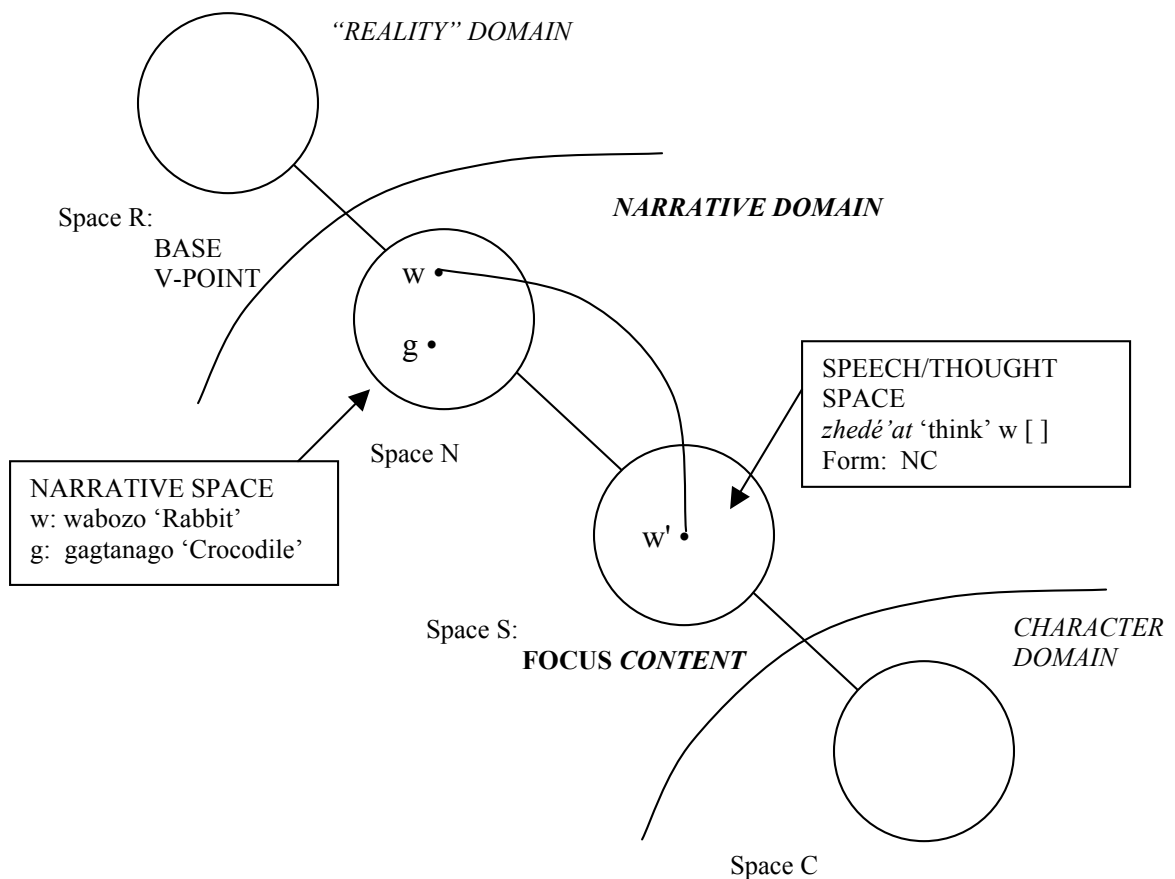 “REALITY” DOMAIN
Space R:
BASE
V-POINT
NARRATIVE DOMAIN
w
g
Space N
NARRATIVE SPACE
w: wabozo ‘Rabbit’
g: gagtanago ‘Crocodile’
SPEECH/THOUGHT
SPACE
zhedé’at ‘think’ w [ ]
Form: NC
w'
Space S:
FOCUS CONTENT
CHARACTER
DOMAIN
Space C